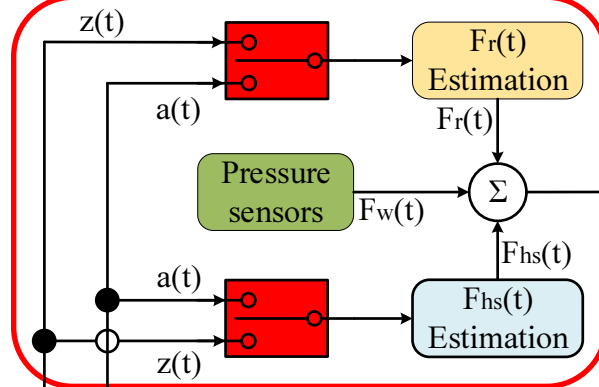 z(t)
a(t)
Fr(t)
Estimation
Fr(t)
Pressure
sensors
Fw(t)
Σ
Fhs(t)
a(t)
z(t)
Fhs(t)
Estimation